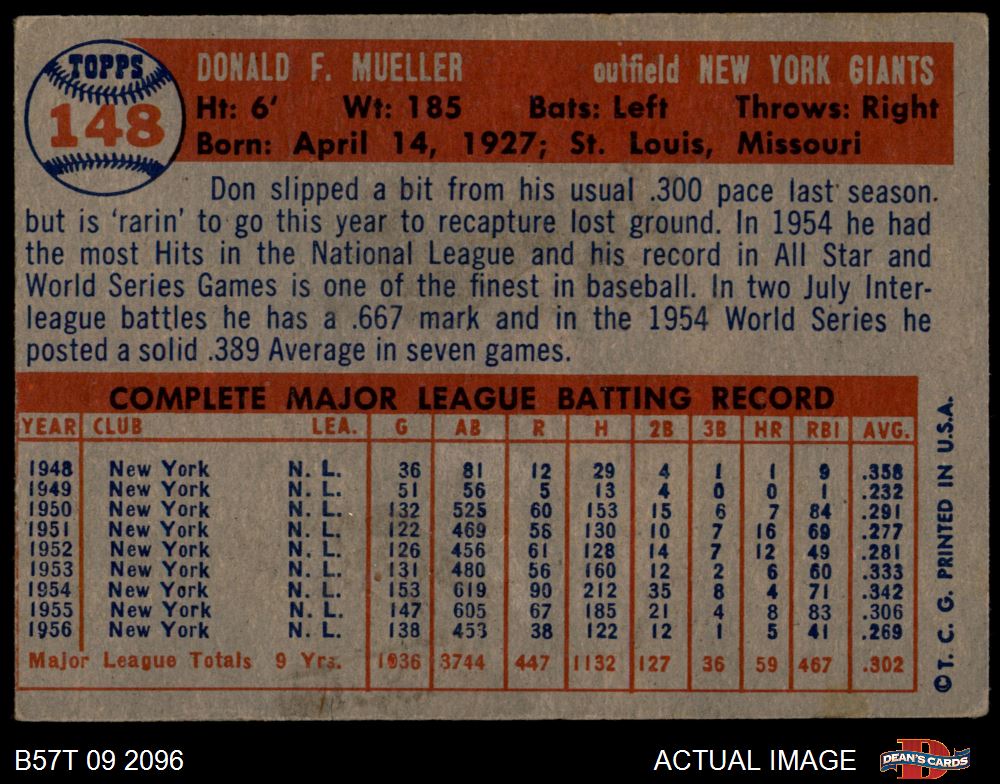 TOPPS
148
DONALD F. MUELLER outfield NEW YORK GIANTS
Ht: 6' Wt: 185 Bats: Left Throws: Right
Born: April 14, 1927; St. Louis, Missouri
Don slipped a bit from his usual .300 pace last season.
but is 'rarin' to go this year to recapture lost ground. In 1954 he had
the most Hits in the National League and his record in All Star and
World Series Games is one of the finest in baseball. In two July Inter-
league battles he has a .667 mark and in the 1954 World Series he
posted a solid .389 Average in seven games.
COMPLETE MAJOR LEAGUE BATTING RECORD
YEAR CLUB LEA. G AB R H 2B 3B HR RBI AVG.
1948 New York N. L. 36 81 12 29 4 1 1 9 .358
1949 New York N. L. 51 56 5 13 4 0 0 1 .232
1950 New York N. L. 132 525 60 153 15 6 7 84 .291
1951 New York N. L. 122 469 58 130 10 7 16 69 .277
1952 New York N. L. 126 456 61 128 14 7 12 49 .281
1953 New York N. L. 131 480 56 160 12 2 6 60 .333
1954 New York N. L. 153 619 90 212 35 8 4 71 .342
1955 New York N. L. 147 605 67 185 21 4 8 83 .306
1956 New York N. L. 138 453 38 122 12 1 5 41 .269
Major League Totals 9 Yrs. 1036 3744 447 1132 127 36 59 467 .302
©T. C. G. PRINTED IN U.S.A.
B57T 09 2096 ACTUAL IMAGE
DEAN'S CARDS